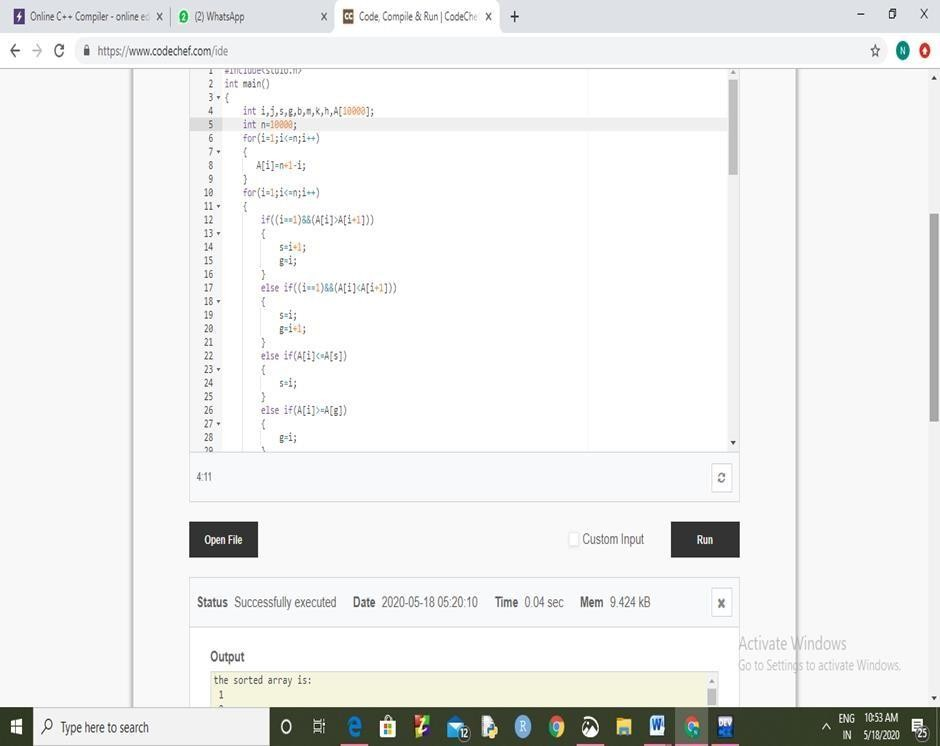 Online C++ Compiler - online ed
(2) WhatsApp
Code, Compile & Run | CodeChe
https://www.codechef.com/ide
N
1 #include<stdio.h>
2 int main()
3 {
4 int i,j,s,g,b,m,k,h,A[10000];
5 int n=10000;
6 for(i=1;i<=n;i++)
7 {
8 A[i]=n+1-i;
9 }
10 for(i=1;i<=n;i++)
11 {
12 if((i==1)&&(A[i]>A[i+1]))
13 {
14 s=i+1;
15 g=i;
16 }
17 else if((i==1)&&(A[i]<A[i+1]))
18 {
19 s=i;
20 g=i+1;
21 }
22 else if(A[i]<=A[s])
23 {
24 s=i;
25 }
26 else if(A[i]>=A[g])
27 {
28 g=i;
29 }
4:11
Open File
Custom Input
Run
Status Successfully executed Date 2020-05-18 05:20:10 Time 0.04 sec Mem 9.424 kB
Activate Windows
Go to Settings to activate Windows.
Output
the sorted array is:
1
Type here to search
12
ENG 10:53 AM
IN 5/18/2020
25